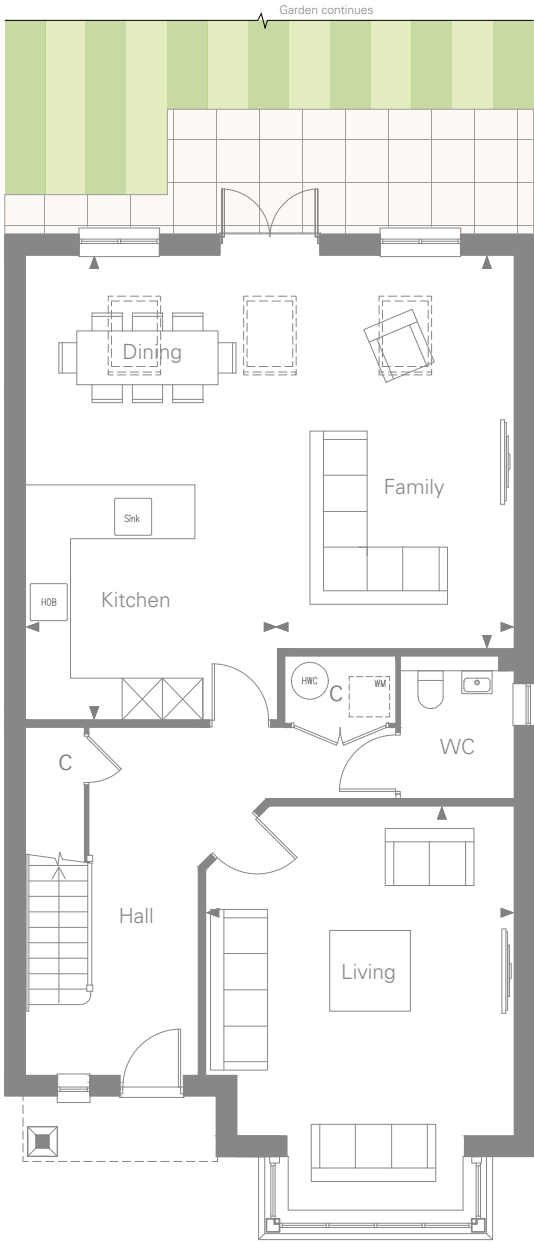 Garden continues
Dining
Family
Sink
HOB
Kitchen
HWC
C
WM
WC
C
Hall
Living